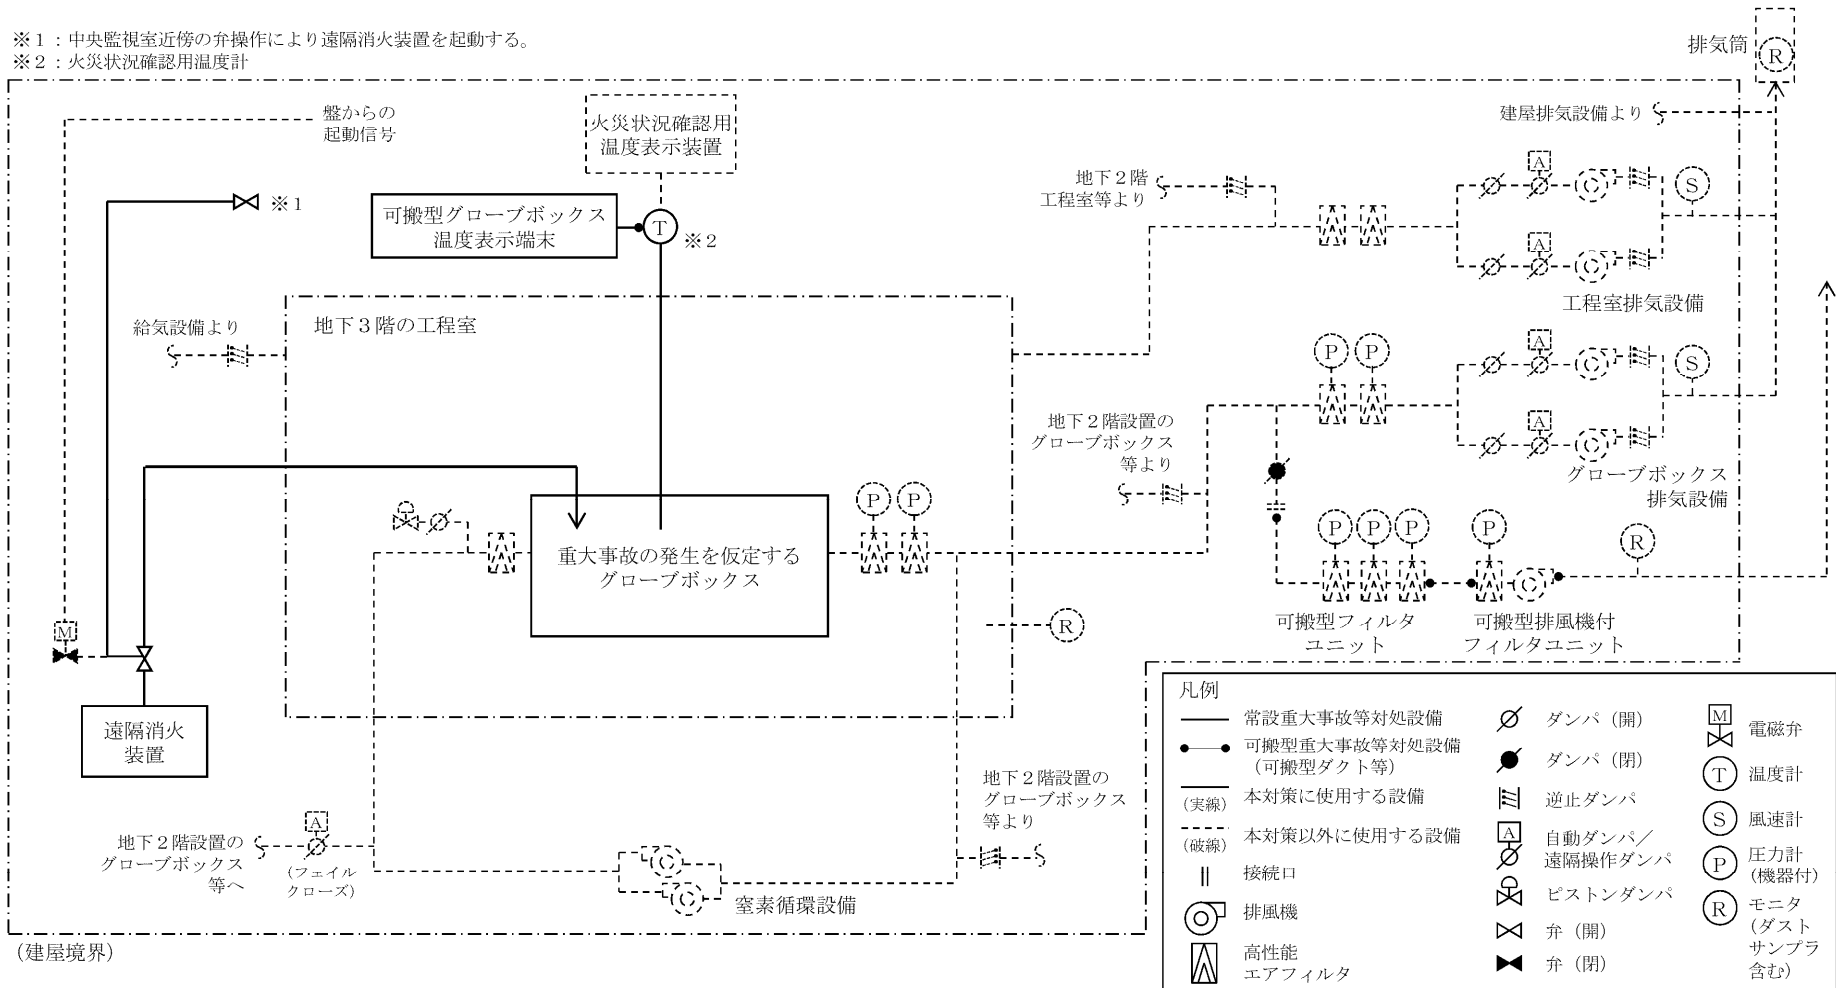 ※１：中央監視室近傍の弁操作により遠隔消火装置を起動する。
※２：火災状況確認用温度計
排気筒
R
盤からの
起動信号
火災状況確認用
温度表示装置
建屋排気設備より
地下２階
工程室等より
A
S
※１
可搬型グローブボックス
温度表示端末
T
※２
A
工程室排気設備
地下３階の工程室
給気設備より
P
P
A
S
地下２階設置の
グローブボックス
等より
A
グローブボックス
排気設備
P
P
重大事故の発生を仮定する
グローブボックス
P
P
P
P
R
R
可搬型フィルタ
ユニット
可搬型排風機付
フィルタユニット
M
遠隔消火
装置
地下２階設置の
グローブボックス
等へ
A
（フェイル
クローズ）
窒素循環設備
地下２階設置の
グローブボックス
等より
（建屋境界）
凡例
常設重大事故等対処設備
可搬型重大事故等対処設備
（可搬型ダクト等）
（実線）
本対策に使用する設備
（破線）
本対策以外に使用する設備
接続口
排風機
高性能
エアフィルタ
ダンパ（開）
ダンパ（閉）
逆止ダンパ
A
自動ダンパ／
遠隔操作ダンパ
ピストンダンパ
弁（開）
弁（閉）
M
電磁弁
T
温度計
S
風速計
P
圧力計
（機器付）
R
モニタ
（ダスト
サンプラ
含む）